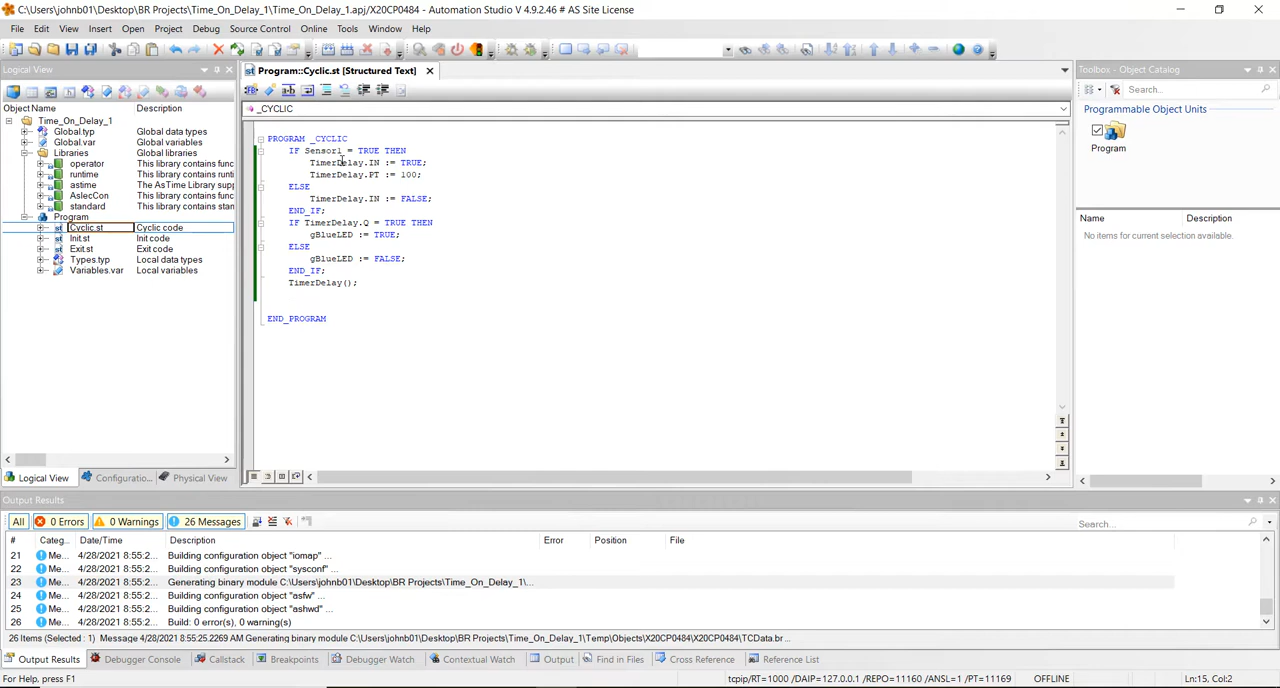 C:\Users\johnb01\Desktop\BR Projects\Time_On_Delay_1\Time_On_Delay_1.apj/X20CP0484 - Automation Studio V 4.9.2.46 # AS Site License
File Edit View Insert Open Project Debug Source Control Online Tools Window Help
Logical View
Program::Cyclic.st [Structured Text]
Toolbox - Object Catalog
Search...
Object Name Description
_CYCLIC
Programmable Object Units
Program
Time_On_Delay_1
Global.typ Global data types
Global.var Global variables
Libraries Global libraries
operator This library contains func
runtime This library contains runt
astime The AsTime Library supp
AsIecCon This library contains func
standard This library contains stan
Program
Cyclic.st Cyclic code
Init.st Init code
Exit.st Exit code
Types.typ Local data types
Variables.var Local variables
PROGRAM _CYCLIC
IF Sensor1 = TRUE THEN
TimerDelay.IN := TRUE;
TimerDelay.PT := 100;
ELSE
TimerDelay.IN := FALSE;
END_IF;
IF TimerDelay.Q = TRUE THEN
gBlueLED := TRUE;
ELSE
gBlueLED := FALSE;
END_IF;
TimerDelay();
END_PROGRAM
Name Description
No items for current selection available.
Logical View Configuratio... Physical View
Output Results
All 0 Errors 0 Warnings 26 Messages Search...
# Categ... Date/Time Description Error Position File
21 Me... 4/28/2021 8:55:2... Building configuration object "iomap" ...
22 Me... 4/28/2021 8:55:2... Building configuration object "sysconf" ...
23 Me... 4/28/2021 8:55:2... Generating binary module C:\Users\johnb01\Desktop\BR Projects\Time_On_Delay_1\...
24 Me... 4/28/2021 8:55:2... Building configuration object "asfw" ...
25 Me... 4/28/2021 8:55:2... Building configuration object "ashwd" ...
26 Me... 4/28/2021 8:55:2... Build: 0 error(s), 0 warning(s)
26 Items (Selected : 1) Message 4/28/2021 8:55:25.2269 AM Generating binary module C:\Users\johnb01\Desktop\BR Projects\Time_On_Delay_1\Temp\Objects\X20CP0484\X20CP0484\TCData.br ...
Output Results Debugger Console Callstack Breakpoints Debugger Watch Contextual Watch Output Find in Files Cross Reference Reference List
For Help, press F1 tcpip/RT=1000 /DAIP=127.0.0.1 /REPO=11160 /ANSL=1 /PT=11169 OFFLINE Ln:15, Col:2